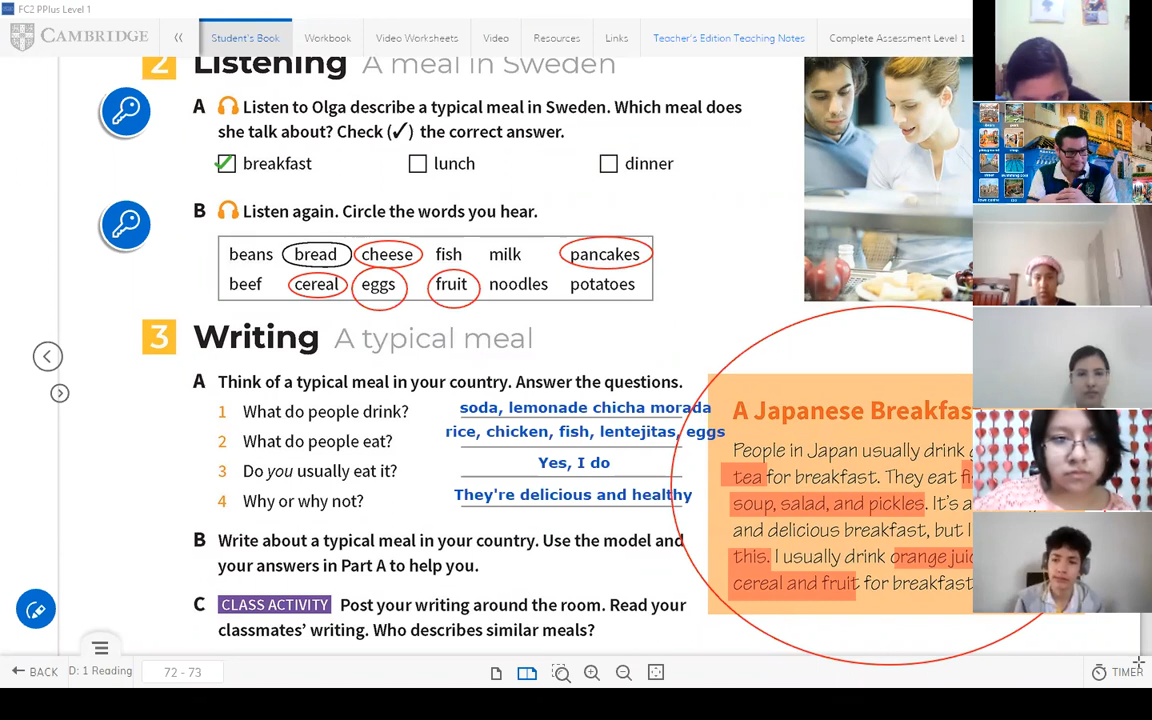 FC2 PPlus Level 1
CAMBRIDGE
Student's Book Workbook Video Worksheets Video Resources Links Teacher's Edition Teaching Notes Complete Assessment Level 1
2 Listening A meal in Sweden
A Listen to Olga describe a typical meal in Sweden. Which meal does
she talk about? Check (✓) the correct answer.
breakfast lunch dinner
B Listen again. Circle the words you hear.
beans bread cheese fish milk pancakes
beef cereal eggs fruit noodles potatoes
3 Writing A typical meal
A Think of a typical meal in your country. Answer the questions.
1 What do people drink? soda, lemonade chicha morada
2 What do people eat? rice, chicken, fish, lentejitas, eggs
3 Do you usually eat it? Yes, I do
4 Why or why not? They're delicious and healthy
B Write about a typical meal in your country. Use the model and
your answers in Part A to help you.
C CLASS ACTIVITY Post your writing around the room. Read your
classmates' writing. Who describes similar meals?
A Japanese Breakfas
People in Japan usually drink
tea for breakfast. They eat
soup, salad, and pickles. It's a
and delicious breakfast, but I
this. I usually drink orange jui
cereal and fruit for breakfast
BACK D: 1 Reading 72 - 73 TIMER